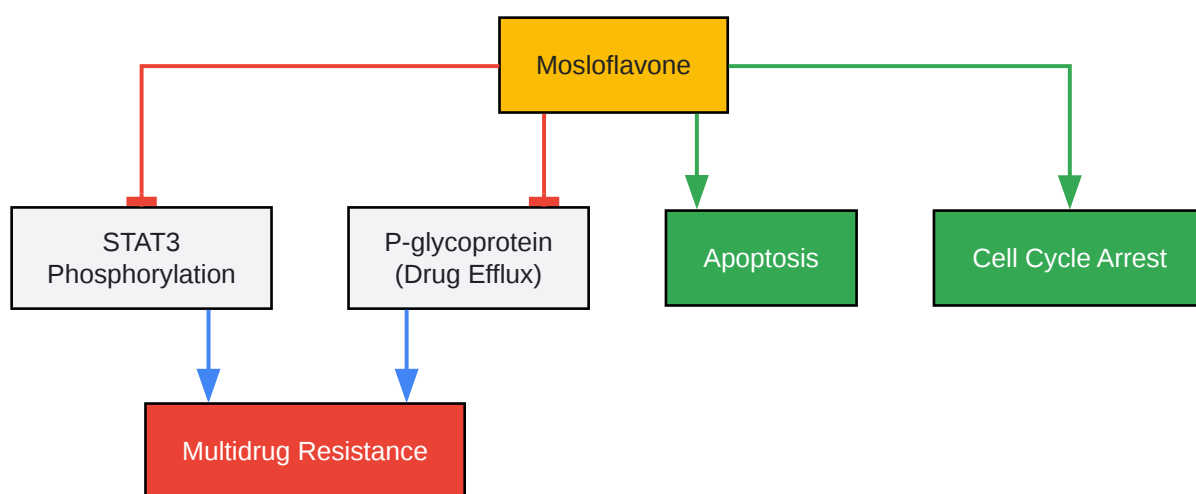 Mosloflavone
STAT3
Phosphorylation
P-glycoprotein
(Drug Efflux)
Apoptosis
Cell Cycle Arrest
Multidrug Resistance